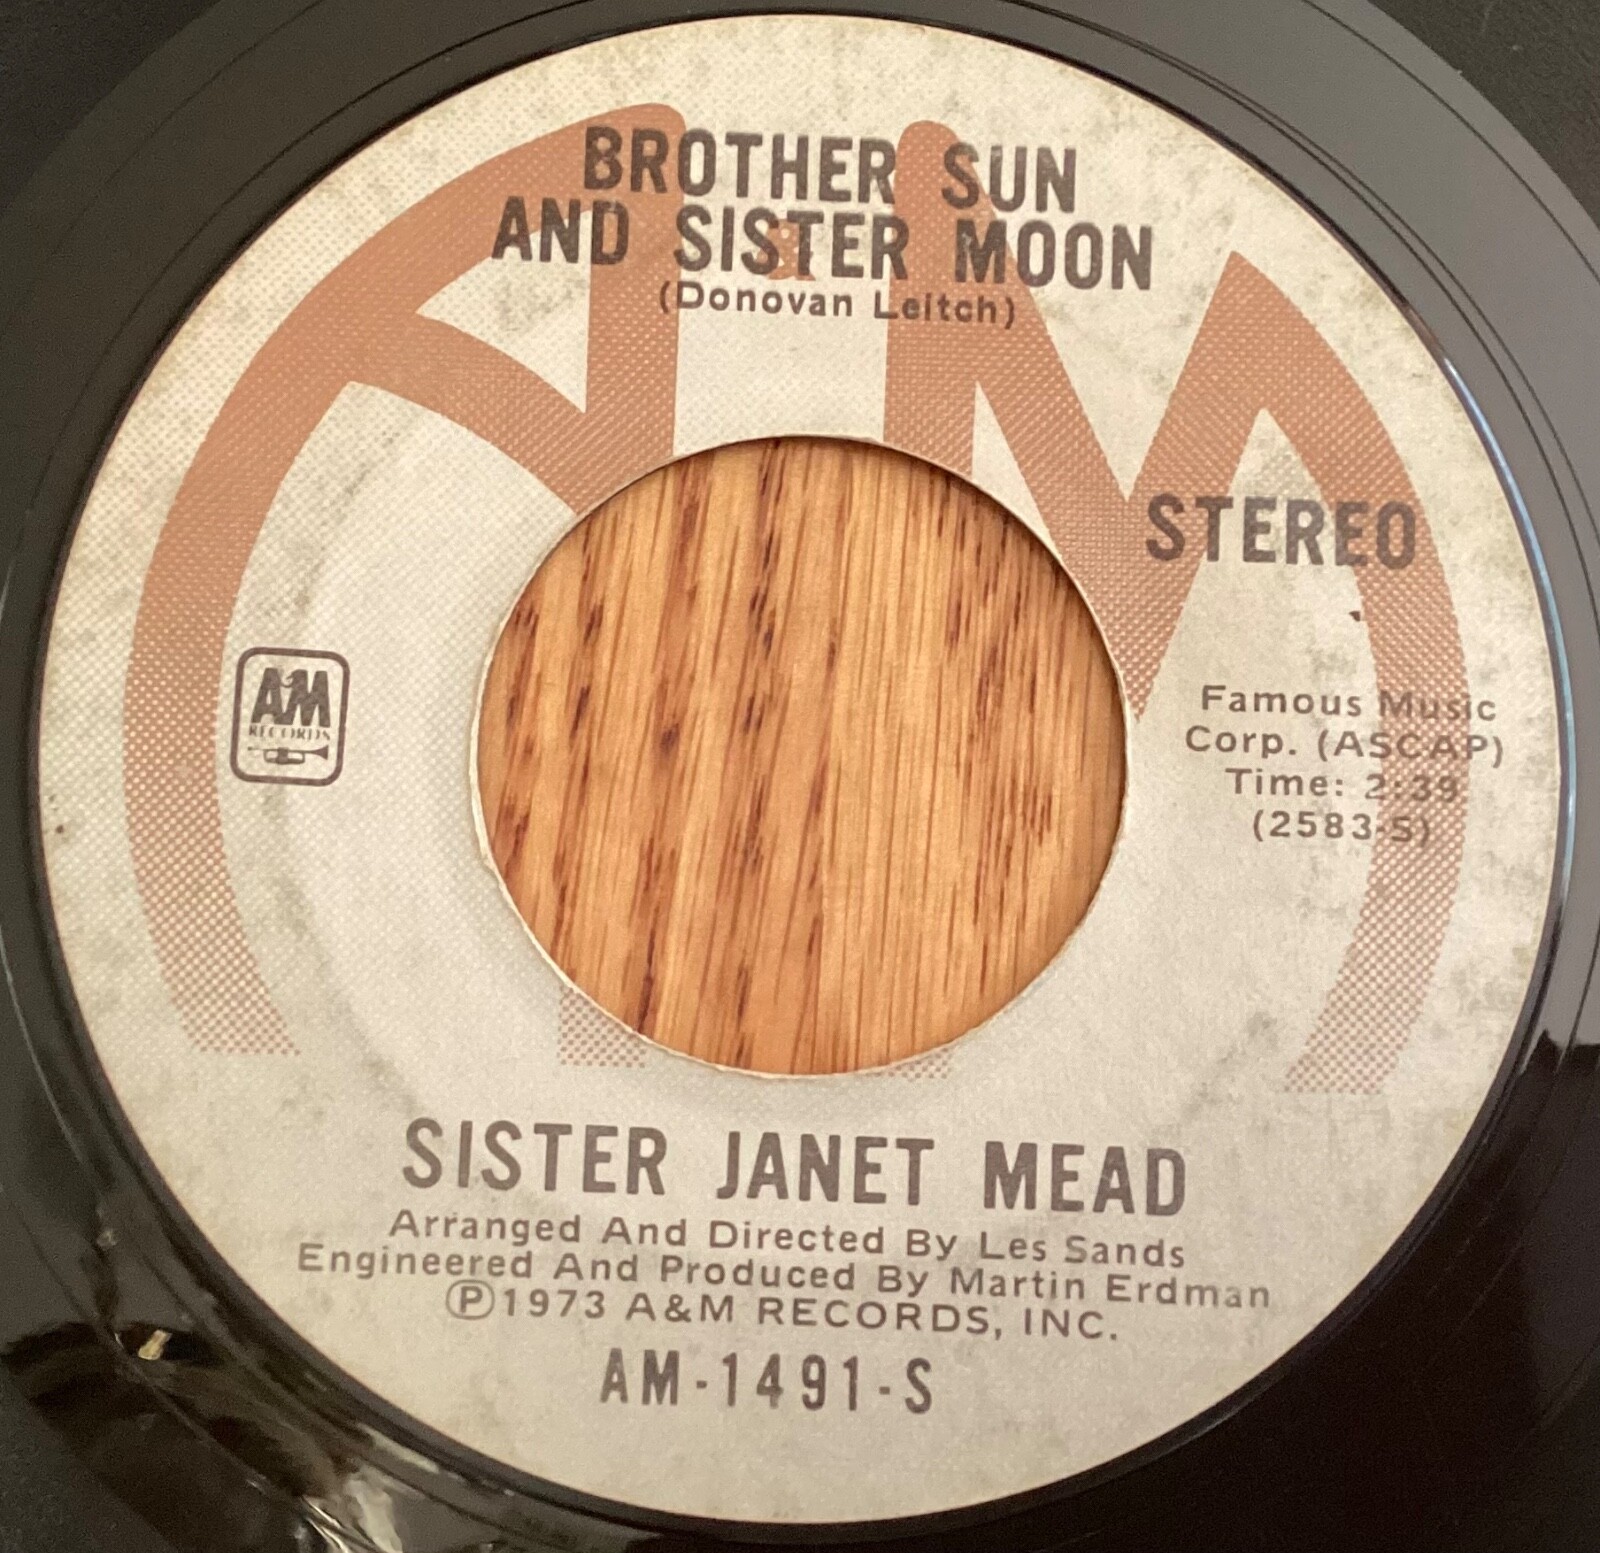 BROTHER SUN
AND SISTER MOON
(Donovan Leitch)
STEREO
A&M
RECORDS
Famous Music
Corp. (ASCAP)
Time: 2:39
(2583-S)
SISTER JANET MEAD
Arranged And Directed By Les Sands
Engineered And Produced By Martin Erdman
Ⓟ1973 A&M RECORDS, INC.
AM-1491-S